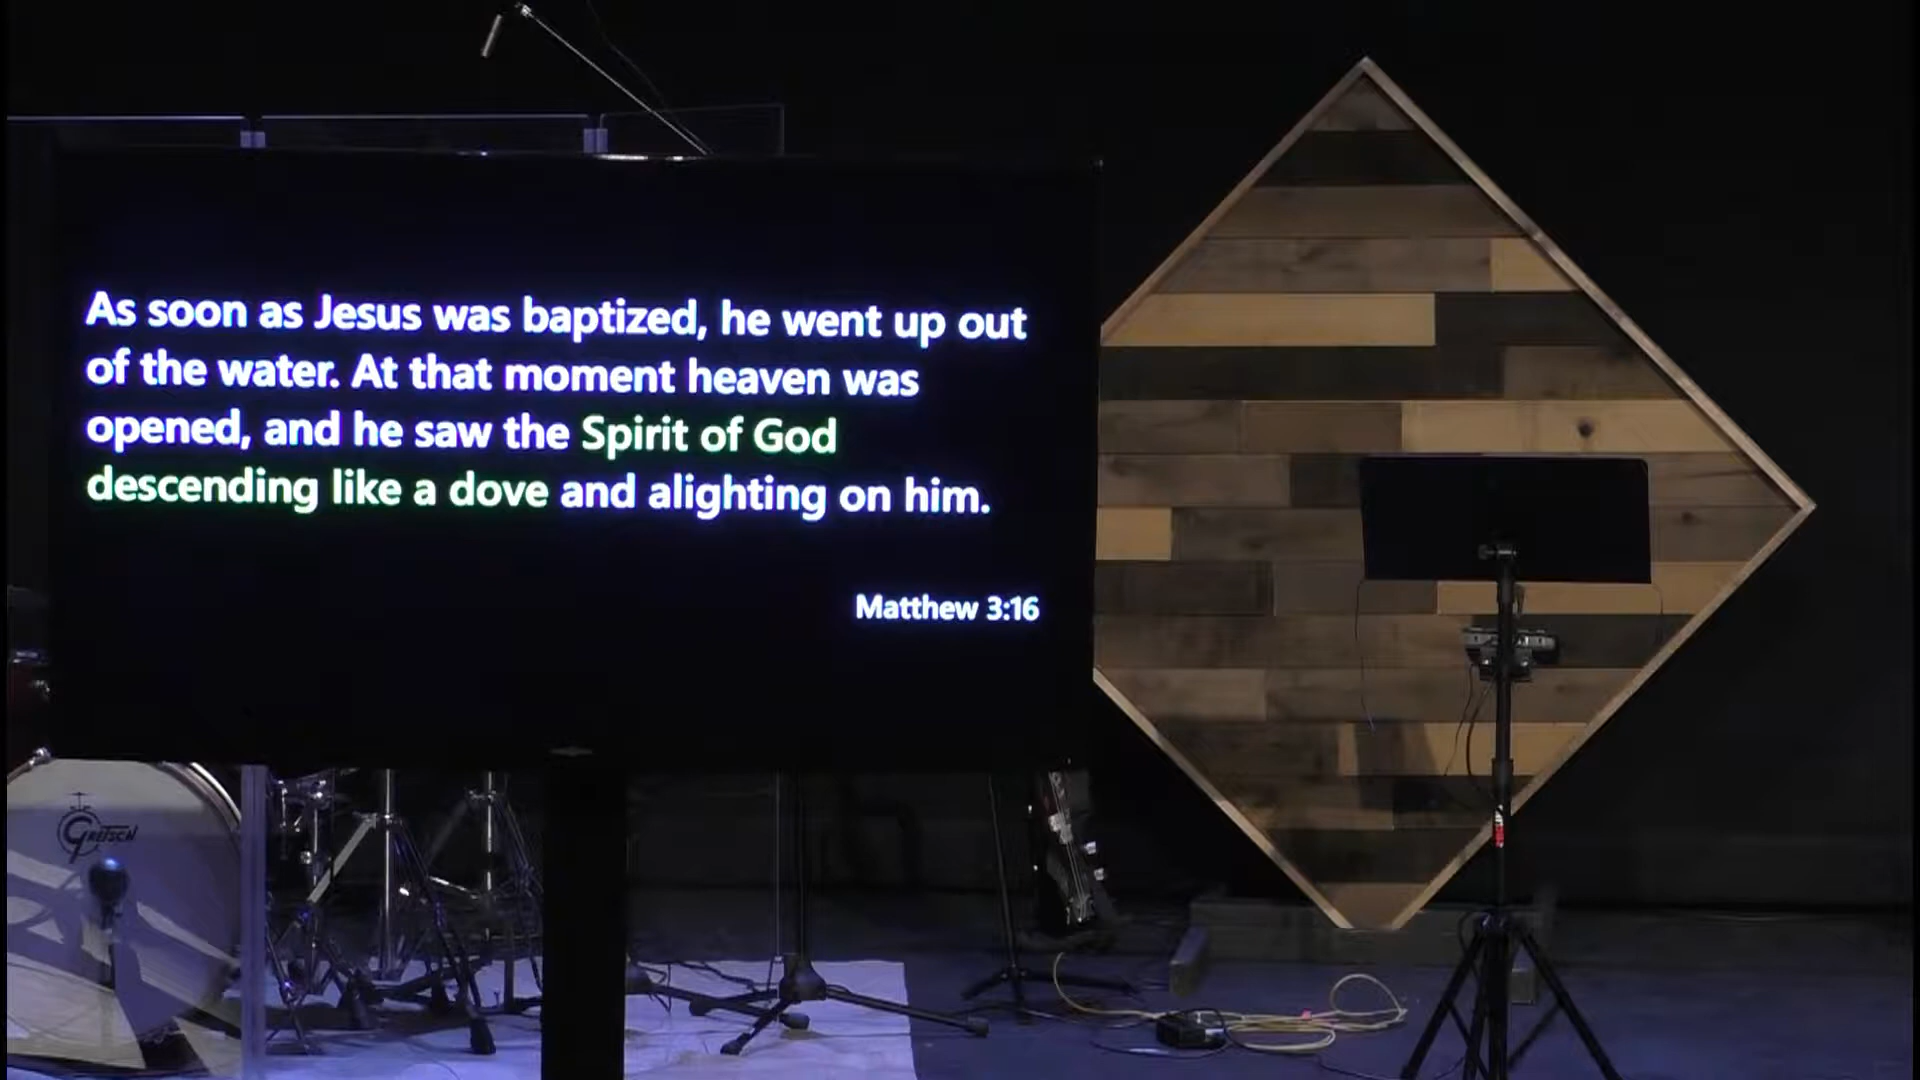 As soon as Jesus was baptized, he went up out
of the water. At that moment heaven was
opened, and he saw the Spirit of God
descending like a dove and alighting on him.
Matthew 3:16
GRETSCH